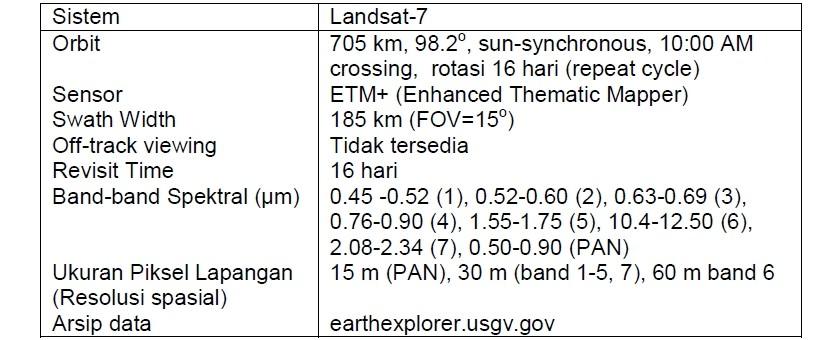 Sistem Landsat-7
Orbit 705 km, 98.2o, sun-synchronous, 10:00 AM
crossing, rotasi 16 hari (repeat cycle)
Sensor ETM+ (Enhanced Thematic Mapper)
Swath Width 185 km (FOV=15o)
Off-track viewing Tidak tersedia
Revisit Time 16 hari
Band-band Spektral (µm) 0.45 -0.52 (1), 0.52-0.60 (2), 0.63-0.69 (3),
0.76-0.90 (4), 1.55-1.75 (5), 10.4-12.50 (6),
2.08-2.34 (7), 0.50-0.90 (PAN)
Ukuran Piksel Lapangan 15 m (PAN), 30 m (band 1-5, 7), 60 m band 6
(Resolusi spasial)
Arsip data earthexplorer.usgv.gov